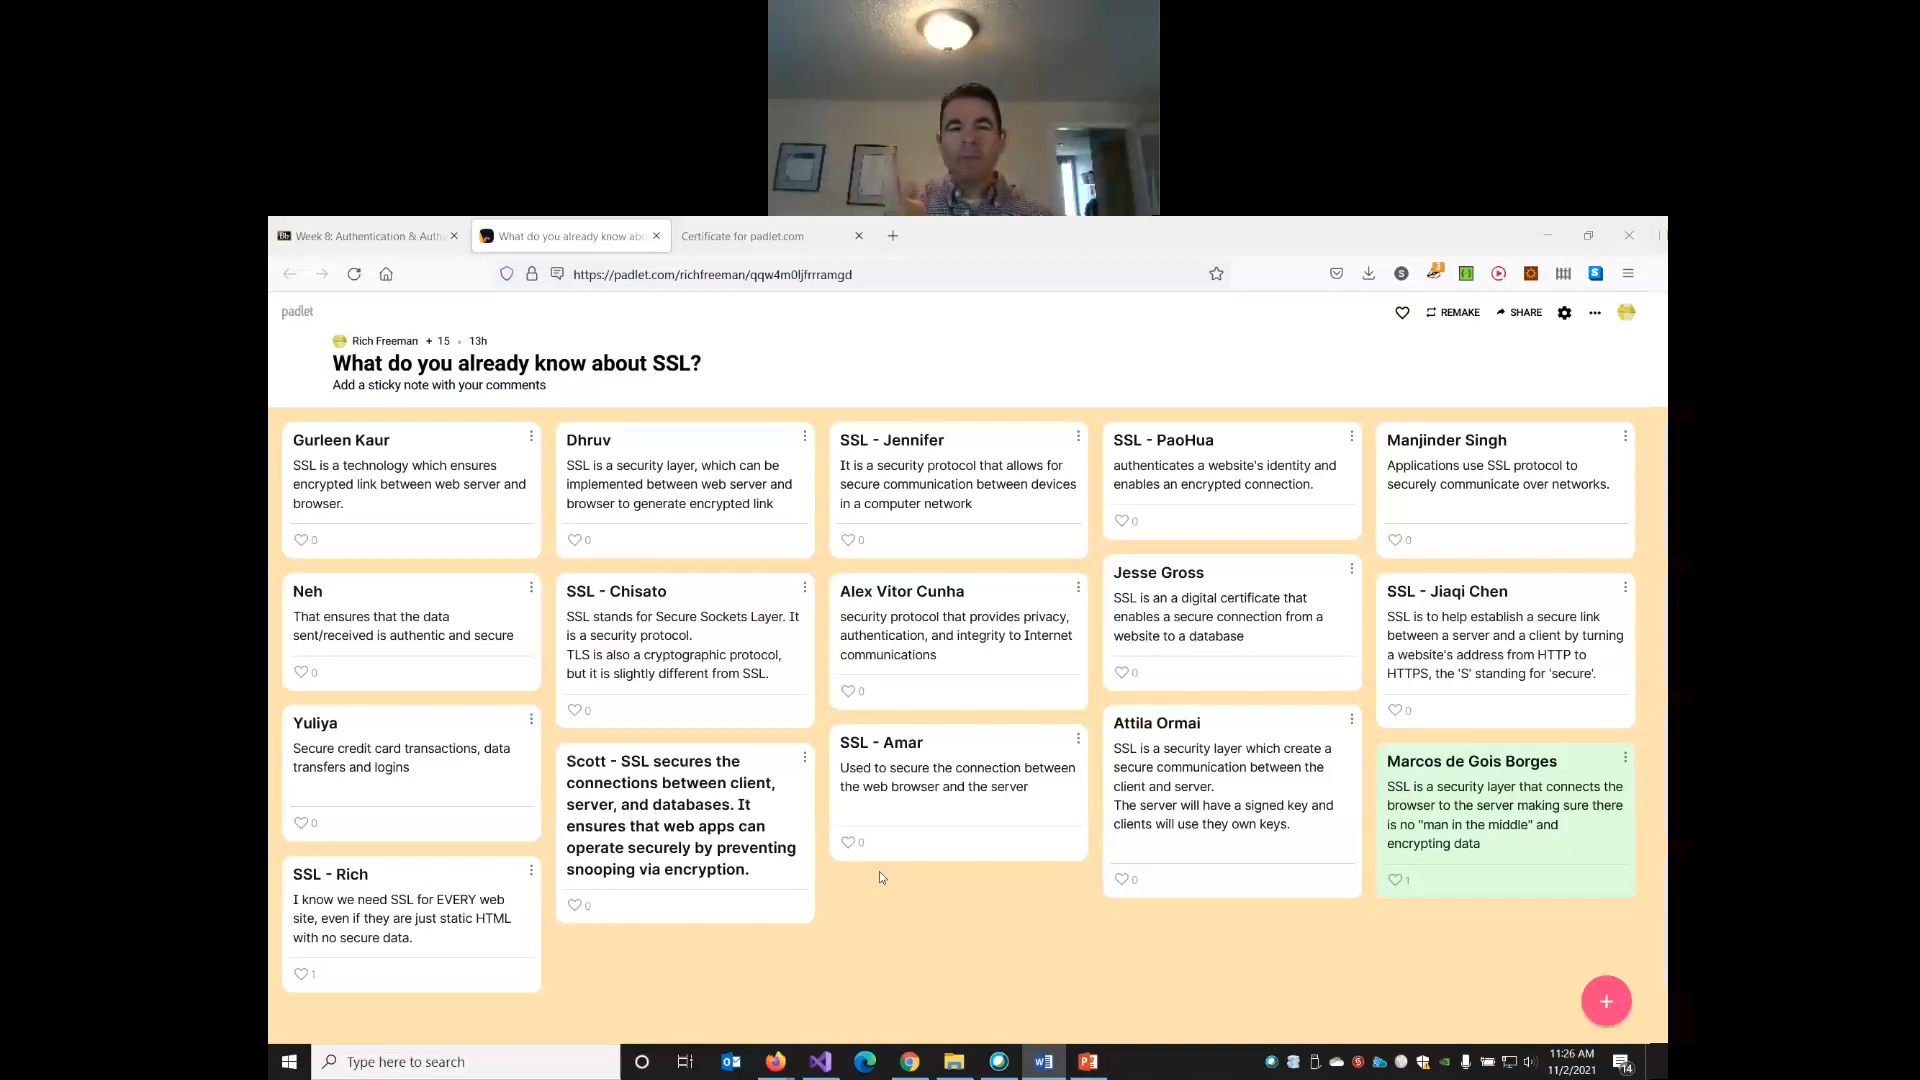 Week 8: Authentication & Auth
What do you already know abo
Certificate for padlet.com
https://padlet.com/richfreeman/qqw4m0ljfrrramgd
padlet
REMAKE
SHARE
Rich Freeman + 15 • 13h
What do you already know about SSL?
Add a sticky note with your comments
Gurleen Kaur
SSL is a technology which ensures
encrypted link between web server and
browser.
0
Neh
That ensures that the data
sent/received is authentic and secure
0
Yuliya
Secure credit card transactions, data
transfers and logins
0
SSL - Rich
I know we need SSL for EVERY web
site, even if they are just static HTML
with no secure data.
1
Dhruv
SSL is a security layer, which can be
implemented between web server and
browser to generate encrypted link
0
SSL - Chisato
SSL stands for Secure Sockets Layer. It
is a security protocol.
TLS is also a cryptographic protocol,
but it is slightly different from SSL.
0
Scott - SSL secures the
connections between client,
server, and databases. It
ensures that web apps can
operate securely by preventing
snooping via encryption.
0
SSL - Jennifer
It is a security protocol that allows for
secure communication between devices
in a computer network
0
Alex Vitor Cunha
security protocol that provides privacy,
authentication, and integrity to Internet
communications
0
SSL - Amar
Used to secure the connection between
the web browser and the server
0
SSL - PaoHua
authenticates a website's identity and
enables an encrypted connection.
0
Jesse Gross
SSL is an a digital certificate that
enables a secure connection from a
website to a database
0
Attila Ormai
SSL is a security layer which create a
secure communication between the
client and server.
The server will have a signed key and
clients will use they own keys.
0
Manjinder Singh
Applications use SSL protocol to
securely communicate over networks.
0
SSL - Jiaqi Chen
SSL is to help establish a secure link
between a server and a client by turning
a website's address from HTTP to
HTTPS, the 'S' standing for 'secure'.
0
Marcos de Gois Borges
SSL is a security layer that connects the
browser to the server making sure there
is no "man in the middle" and
encrypting data
1
Type here to search
11:26 AM
11/2/2021
14